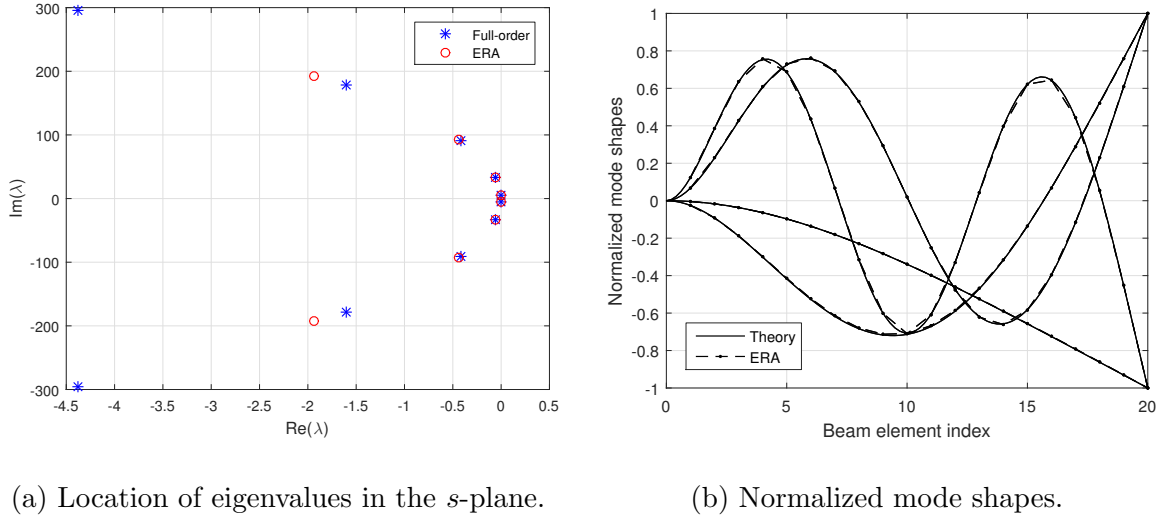 300
200
100
0
-100
-200
-300
Im(λ)
-4.5 -4 -3.5 -3 -2.5 -2 -1.5 -1 -0.5 0 0.5
Re(λ)
Full-order
ERA
1
0.8
0.6
0.4
0.2
0
-0.2
-0.4
-0.6
-0.8
-1
Normalized mode shapes
0 5 10 15 20
Beam element index
Theory
ERA
(a) Location of eigenvalues in the s-plane.
(b) Normalized mode shapes.